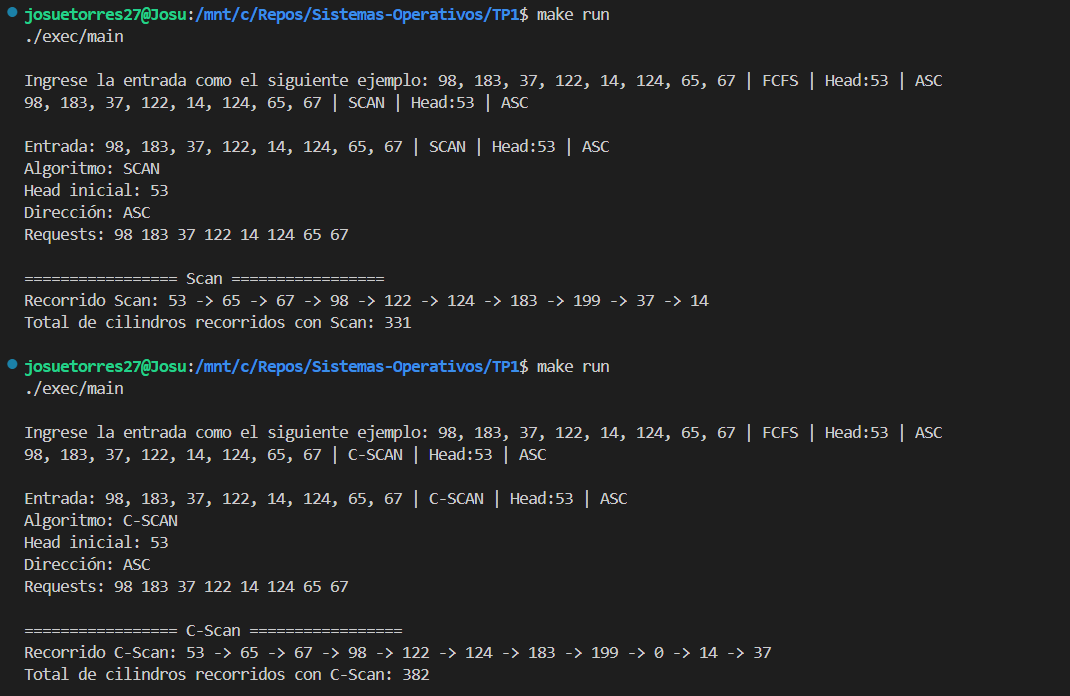 josuetorres27@Josu:/mnt/c/Repos/Sistemas-Operativos/TP1$ make run
./exec/main
Ingrese la entrada como el siguiente ejemplo: 98, 183, 37, 122, 14, 124, 65, 67 | FCFS | Head:53 | ASC
98, 183, 37, 122, 14, 124, 65, 67 | SCAN | Head:53 | ASC
Entrada: 98, 183, 37, 122, 14, 124, 65, 67 | SCAN | Head:53 | ASC
Algoritmo: SCAN
Head inicial: 53
Dirección: ASC
Requests: 98 183 37 122 14 124 65 67
================= Scan =================
Recorrido Scan: 53 -> 65 -> 67 -> 98 -> 122 -> 124 -> 183 -> 199 -> 37 -> 14
Total de cilindros recorridos con Scan: 331
josuetorres27@Josu:/mnt/c/Repos/Sistemas-Operativos/TP1$ make run
./exec/main
Ingrese la entrada como el siguiente ejemplo: 98, 183, 37, 122, 14, 124, 65, 67 | FCFS | Head:53 | ASC
98, 183, 37, 122, 14, 124, 65, 67 | C-SCAN | Head:53 | ASC
Entrada: 98, 183, 37, 122, 14, 124, 65, 67 | C-SCAN | Head:53 | ASC
Algoritmo: C-SCAN
Head inicial: 53
Dirección: ASC
Requests: 98 183 37 122 14 124 65 67
================= C-Scan =================
Recorrido C-Scan: 53 -> 65 -> 67 -> 98 -> 122 -> 124 -> 183 -> 199 -> 0 -> 14 -> 37
Total de cilindros recorridos con C-Scan: 382